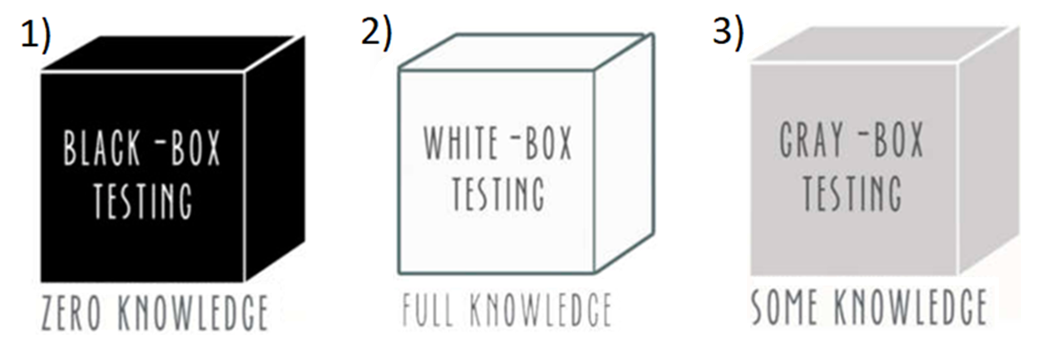 1)
BLACK -BOX
TESTING
ZERO KNOWLEDGE
2)
WHITE -BOX
TESTING
FULL KNOWLEDGE
3)
GRAY -BOX
TESTING
SOME KNOWLEDGE